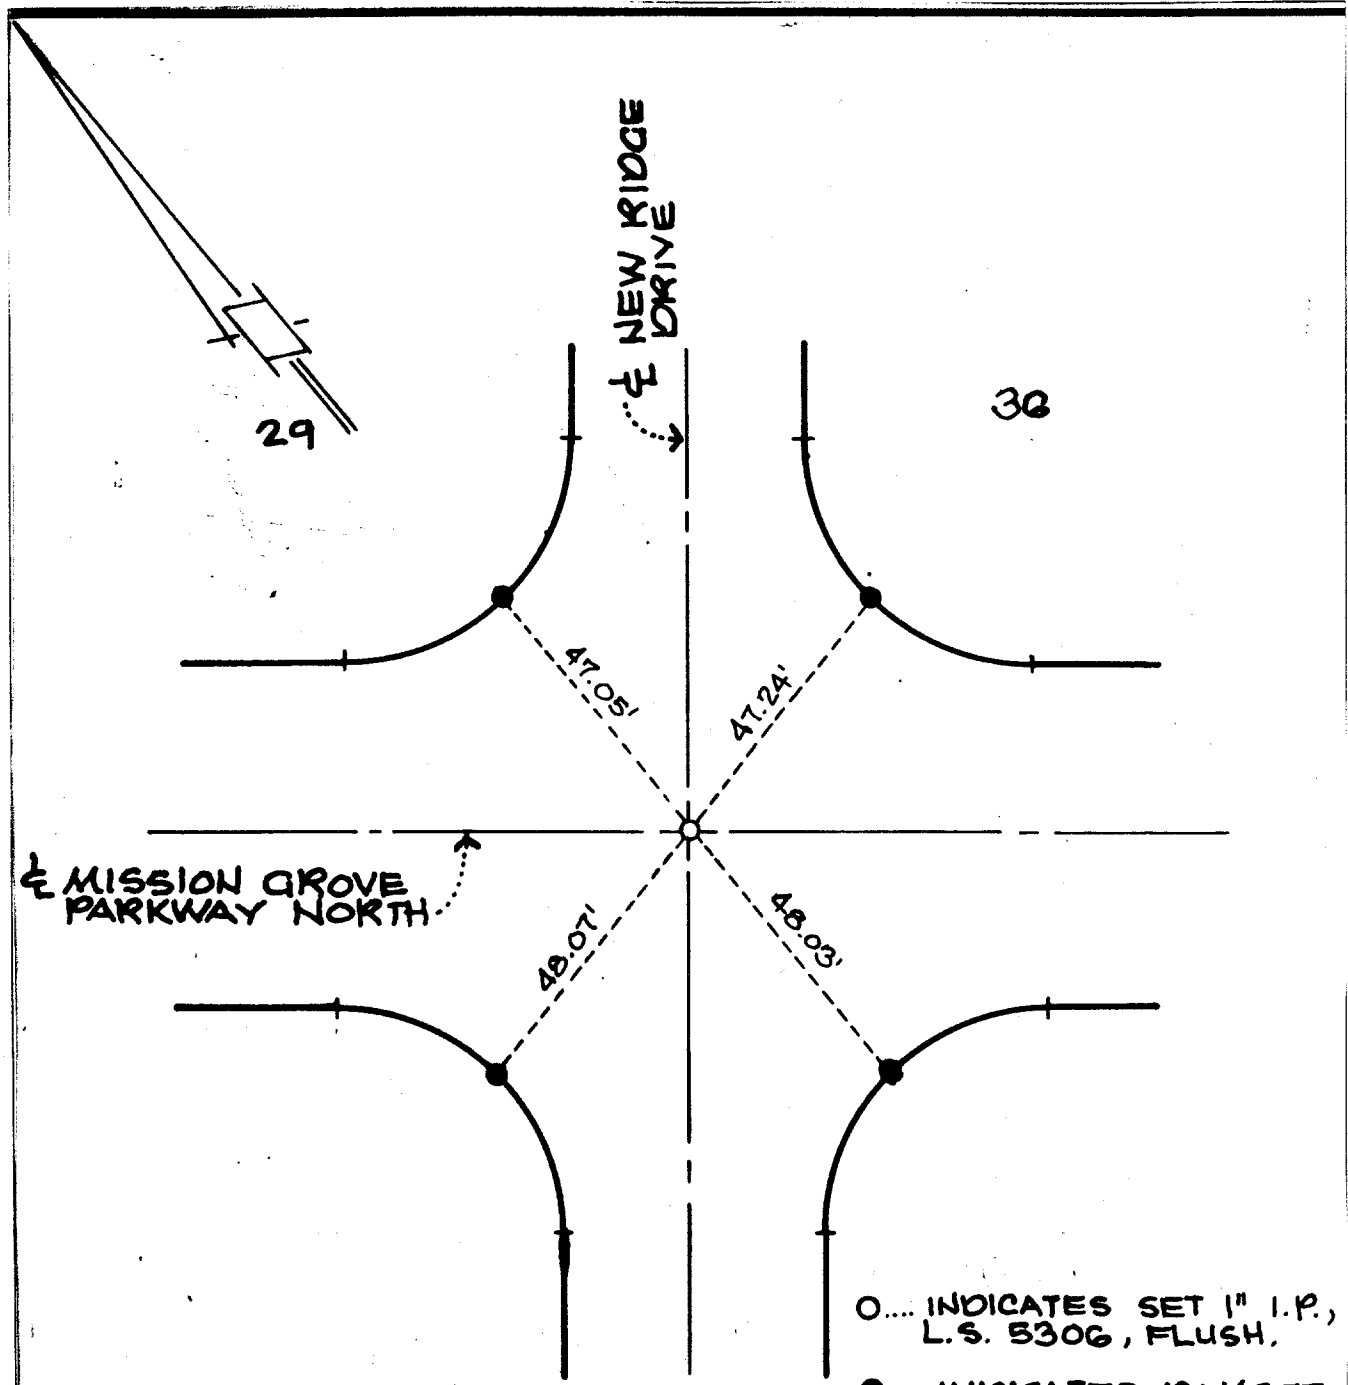 ℄ NEW RIDGE
DRIVE
29
36
47.05'
47.24'
℄ MISSION GROVE
PARKWAY NORTH
48.07'
48.03'
O.... INDICATES SET 1" I.P.,
L.S. 5306, FLUSH.